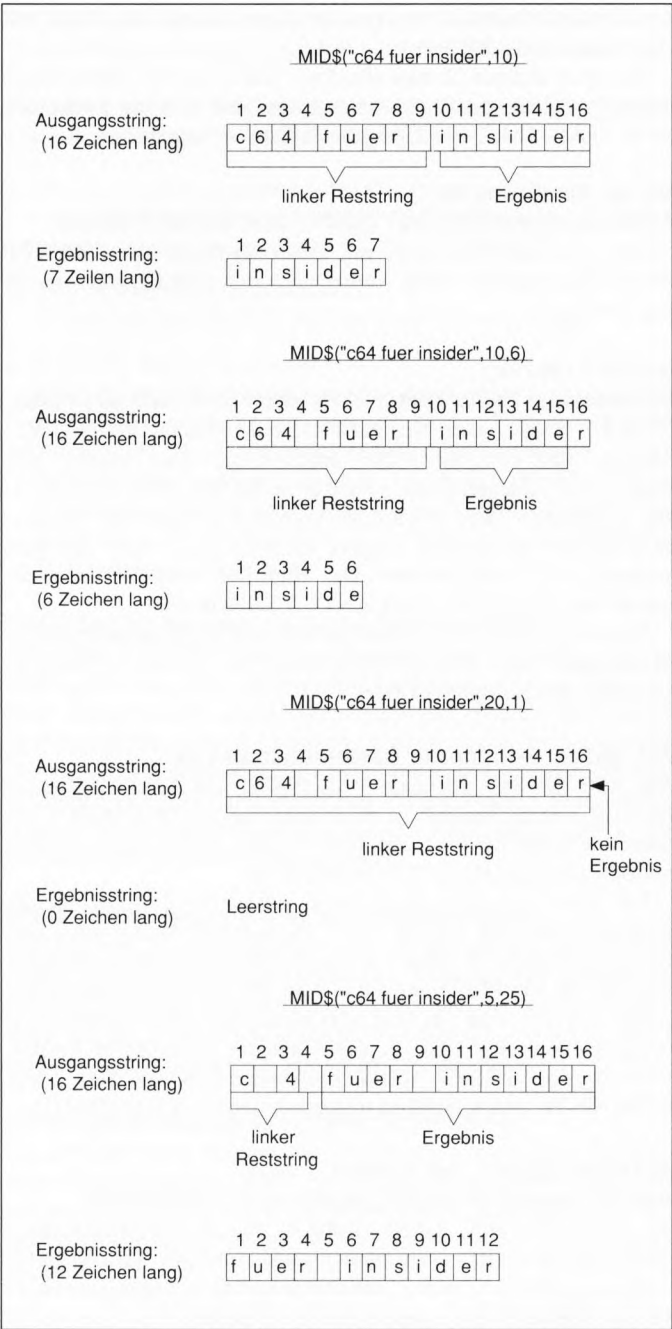 MID$("c64 fuer insider",10)
1 2 3 4 5 6 7 8 9 10 11 12 13 14 15 16
Ausgangsstring:
(16 Zeichen lang)
c 6 4 f u e r i n s i d e r
linker Reststring Ergebnis
1 2 3 4 5 6 7
Ergebnisstring:
(7 Zeilen lang)
i n s i d e r
MID$("c64 fuer insider",10,6)
1 2 3 4 5 6 7 8 9 10 11 12 13 14 15 16
Ausgangsstring:
(16 Zeichen lang)
c 6 4 f u e r i n s i d e r
linker Reststring Ergebnis
1 2 3 4 5 6
Ergebnisstring:
(6 Zeichen lang)
i n s i d e
MID$("c64 fuer insider",20,1)
1 2 3 4 5 6 7 8 9 10 11 12 13 14 15 16
Ausgangsstring:
(16 Zeichen lang)
c 6 4 f u e r i n s i d e r
linker Reststring
kein
Ergebnis
Ergebnisstring:
(0 Zeichen lang)
Leerstring
MID$("c64 fuer insider",5,25)
1 2 3 4 5 6 7 8 9 10 11 12 13 14 15 16
Ausgangsstring:
(16 Zeichen lang)
c 4 f u e r i n s i d e r
linker
Reststring
Ergebnis
1 2 3 4 5 6 7 8 9 10 11 12
Ergebnisstring:
(12 Zeichen lang)
f u e r i n s i d e r